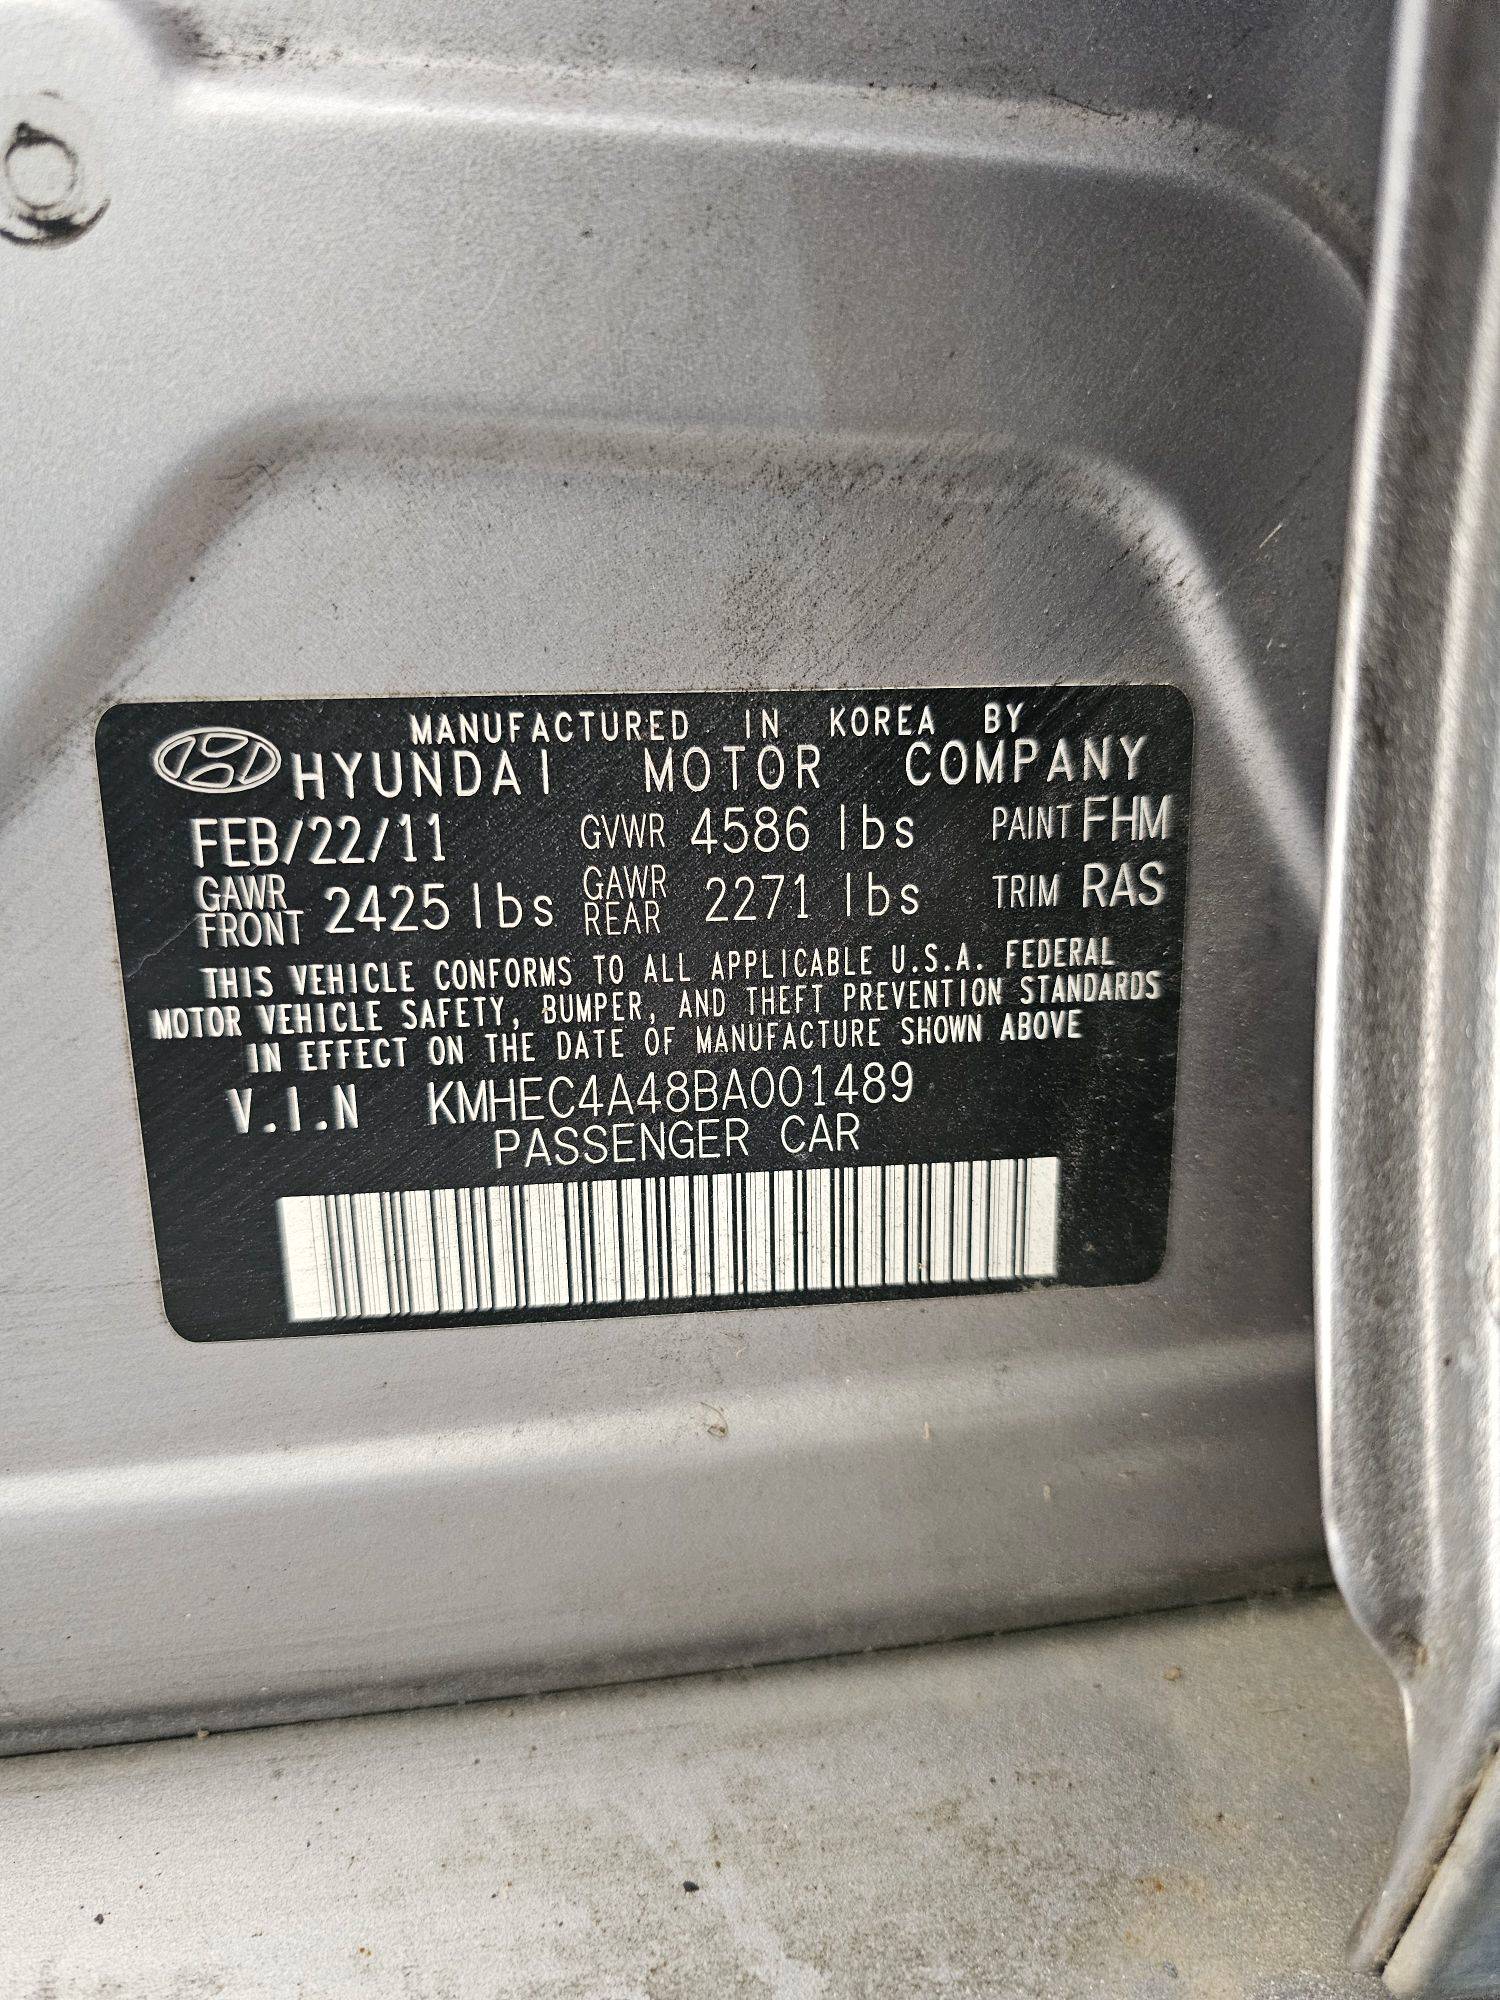 MANUFACTURED IN KOREA BY
HYUNDAI MOTOR COMPANY
FEB/22/11 GVWR 4586 lbs PAINT FHM
GAWR FRONT 2425 lbs GAWR REAR 2271 lbs TRIM RAS
THIS VEHICLE CONFORMS TO ALL APPLICABLE U.S.A. FEDERAL
MOTOR VEHICLE SAFETY, BUMPER, AND THEFT PREVENTION STANDARDS
IN EFFECT ON THE DATE OF MANUFACTURE SHOWN ABOVE
V.I.N KMHEC4A48BA001489
PASSENGER CAR